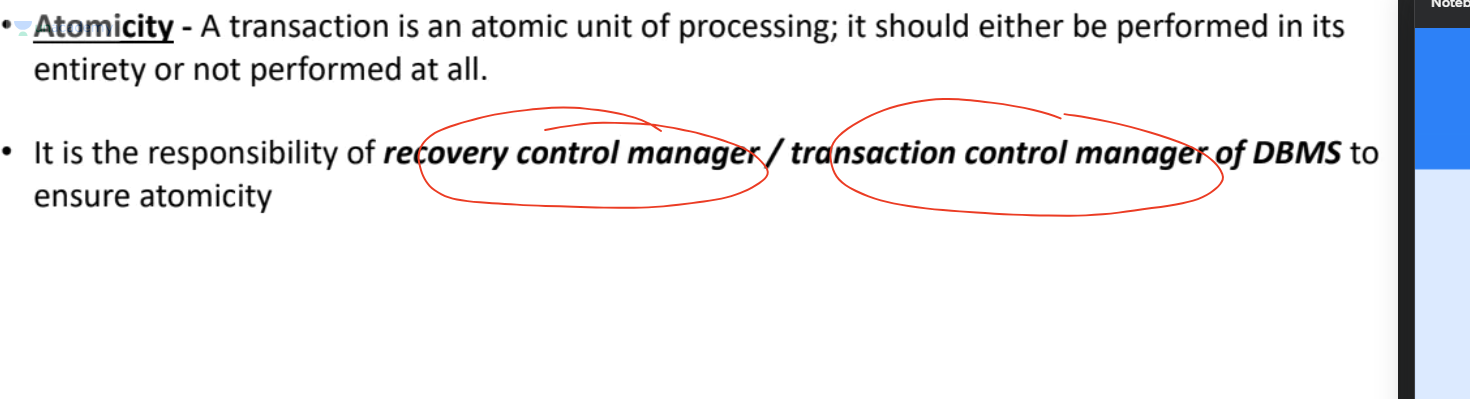 • Atomicity - A transaction is an atomic unit of processing; it should either be performed in its
entirety or not performed at all.
• It is the responsibility of recovery control manager / transaction control manager of DBMS to
ensure atomicity